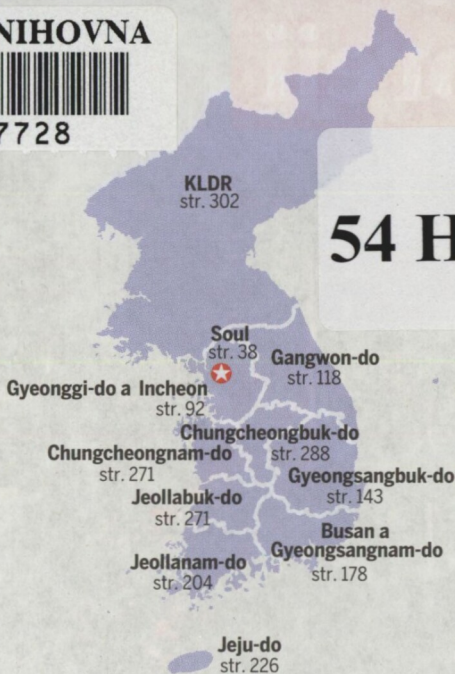 NIHOVNA
7728
KLDR
str. 302
54 H
Soul
str. 38
Gangwon-do
str. 118
Gyeonggi-do a Incheon
str. 92
Chungcheongbuk-do
str. 288
Chungcheongnam-do
str. 271
Gyeongsangbuk-do
str. 143
Jeollabuk-do
str. 271
Busan a
Gyeongsangnam-do
str. 178
Jeollanam-do
str. 204
Jeju-do
str. 226